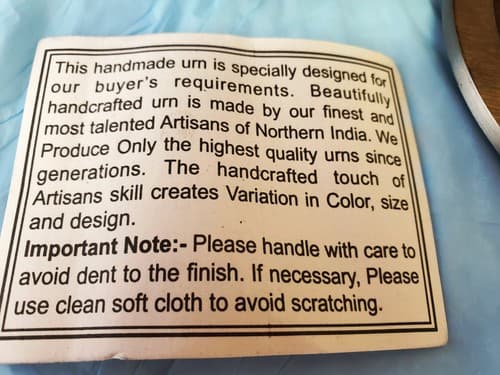 This handmade urn is specially designed for
our buyer's requirements. Beautifully
handcrafted urn is made by our finest and
most talented Artisans of Northern India. We
Produce Only the highest quality urns since
generations. The handcrafted touch of
Artisans skill creates Variation in Color, size
and design.
Important Note:- Please handle with care to
avoid dent to the finish. If necessary, Please
use clean soft cloth to avoid scratching.